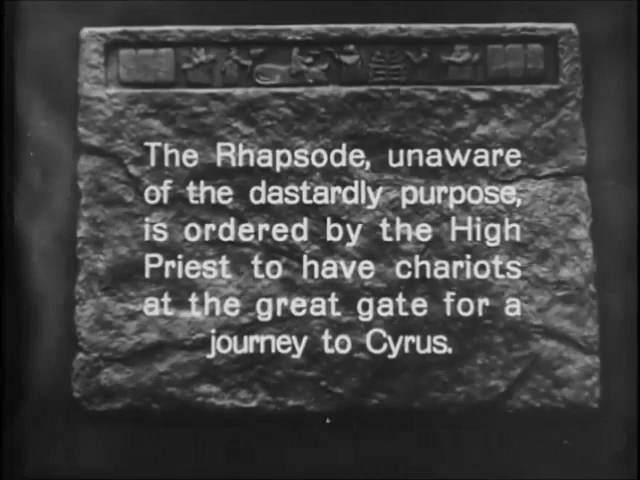 The Rhapsode, unaware
of the dastardly purpose,
is ordered by the High
Priest to have chariots
at the great gate for a
journey to Cyrus.